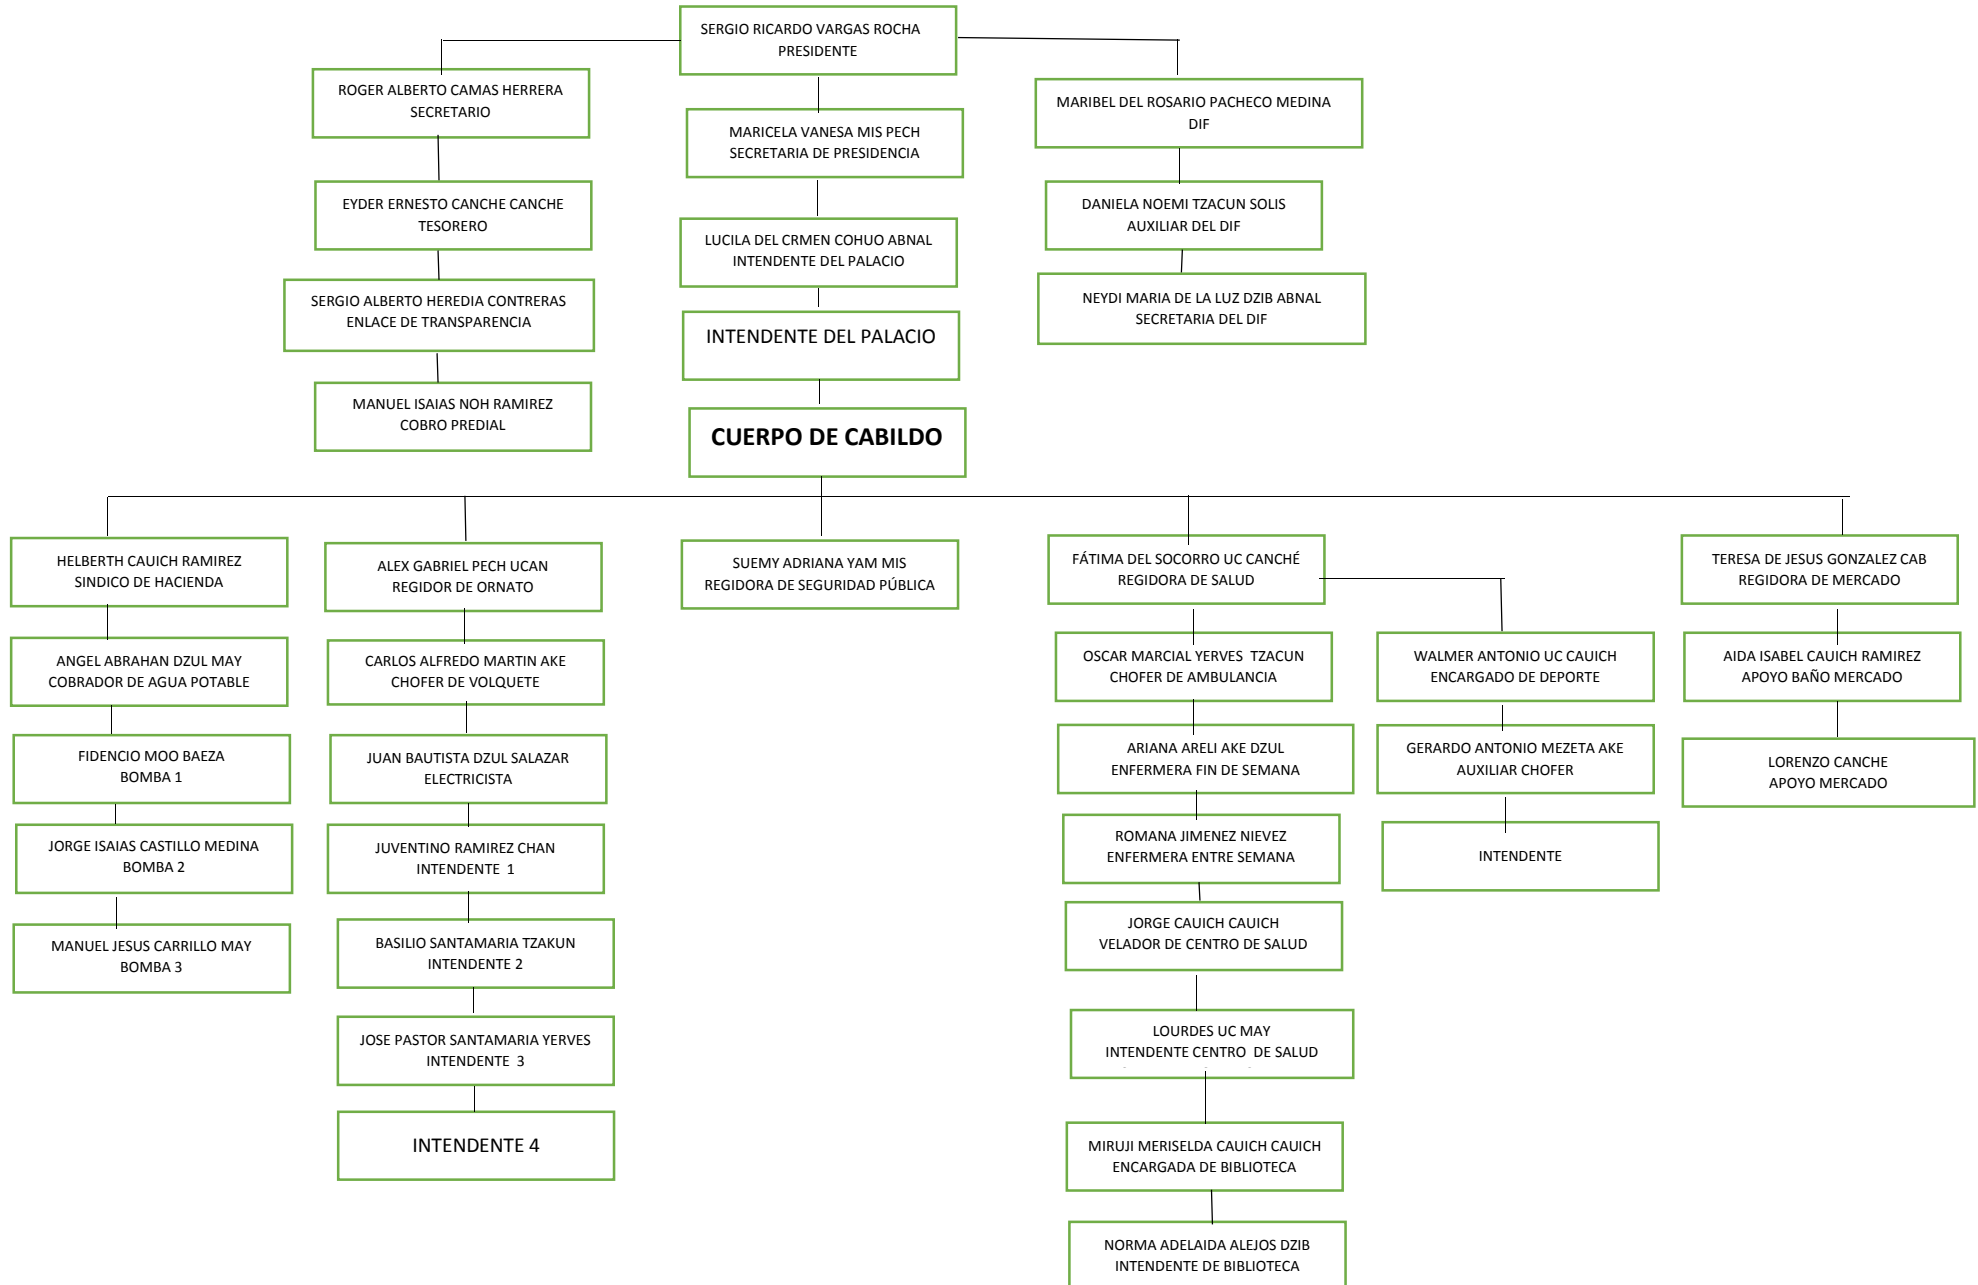 SERGIO RICARDO VARGAS ROCHA
PRESIDENTE
ROGER ALBERTO CAMAS HERRERA
SECRETARIO
MARICELA VANESA MIS PECH
SECRETARIA DE PRESIDENCIA
MARIBEL DEL ROSARIO PACHECO MEDINA
DIF
EYDER ERNESTO CANCHE CANCHE
TESORERO
LUCILA DEL CRMEN COHUO ABNAL
INTENDENTE DEL PALACIO
DANIELA NOEMI TZACUN SOLIS
AUXILIAR DEL DIF
SERGIO ALBERTO HEREDIA CONTRERAS
ENLACE DE TRANSPARENCIA
INTENDENTE DEL PALACIO
NEYDI MARIA DE LA LUZ DZIB ABNAL
SECRETARIA DEL DIF
MANUEL ISAIAS NOH RAMIREZ
COBRO PREDIAL
CUERPO DE CABILDO
HELBERTH CAUICH RAMIREZ
SINDICO DE HACIENDA
ANGEL ABRAHAN DZUL MAY
COBRADOR DE AGUA POTABLE
FIDENCIO MOO BAEZA
BOMBA 1
JORGE ISAIAS CASTILLO MEDINA
BOMBA 2
MANUEL JESUS CARRILLO MAY
BOMBA 3
ALEX GABRIEL PECH UCAN
REGIDOR DE ORNATO
CARLOS ALFREDO MARTIN AKE
CHOFER DE VOLQUETE
JUAN BAUTISTA DZUL SALAZAR
ELECTRICISTA
JUVENTINO RAMIREZ CHAN
INTENDENTE 1
BASILIO SANTAMARIA TZAKUN
INTENDENTE 2
JOSE PASTOR SANTAMARIA YERVES
INTENDENTE 3
INTENDENTE 4
SUEMY ADRIANA YAM MIS
REGIDORA DE SEGURIDAD PÚBLICA
FÁTIMA DEL SOCORRO UC CANCHÉ
REGIDORA DE SALUD
OSCAR MARCIAL YERVES TZACUN
CHOFER DE AMBULANCIA
ARIANA ARELI AKE DZUL
ENFERMERA FIN DE SEMANA
ROMANA JIMENEZ NIEVEZ
ENFERMERA ENTRE SEMANA
JORGE CAUICH CAUICH
VELADOR DE CENTRO DE SALUD
LOURDES UC MAY
INTENDENTE CENTRO DE SALUD
MIRUJI MERISELDA CAUICH CAUICH
ENCARGADA DE BIBLIOTECA
NORMA ADELAIDA ALEJOS DZIB
INTENDENTE DE BIBLIOTECA
WALMER ANTONIO UC CAUICH
ENCARGADO DE DEPORTE
GERARDO ANTONIO MEZETA AKE
AUXILIAR CHOFER
INTENDENTE
TERESA DE JESUS GONZALEZ CAB
REGIDORA DE MERCADO
AIDA ISABEL CAUICH RAMIREZ
APOYO BAÑO MERCADO
LORENZO CANCHE
APOYO MERCADO